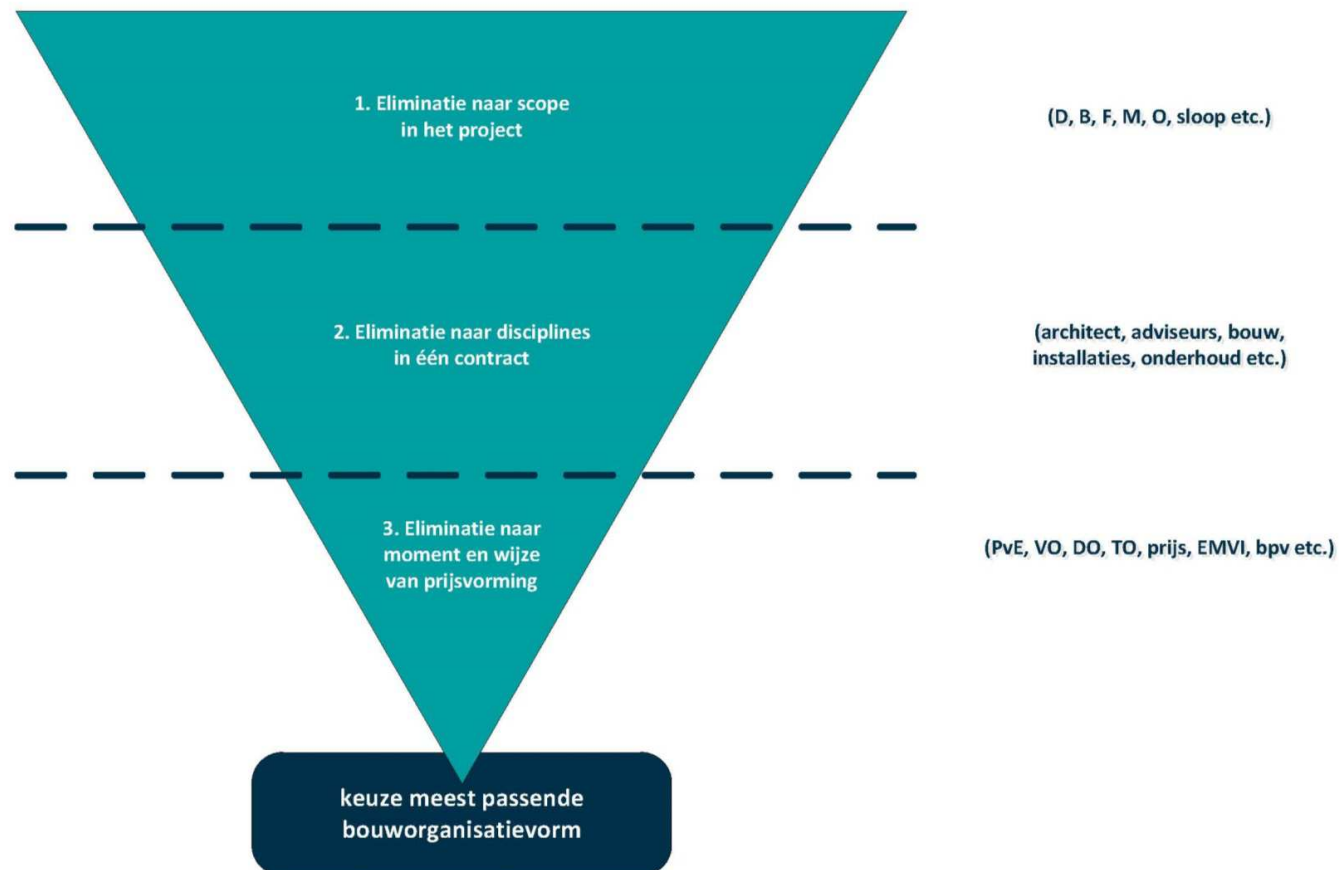 1. Eliminatie naar scope
in het project
(D, B, F, M, O, sloop etc.)
2. Eliminatie naar disciplines
in één contract
(architect, adviseurs, bouw,
installaties, onderhoud etc.)
3. Eliminatie naar
moment en wijze
van prijsvorming
(PvE, VO, DO, TO, prijs, EMVI, bpv etc.)
keuze meest passende
bouworganisatievorm